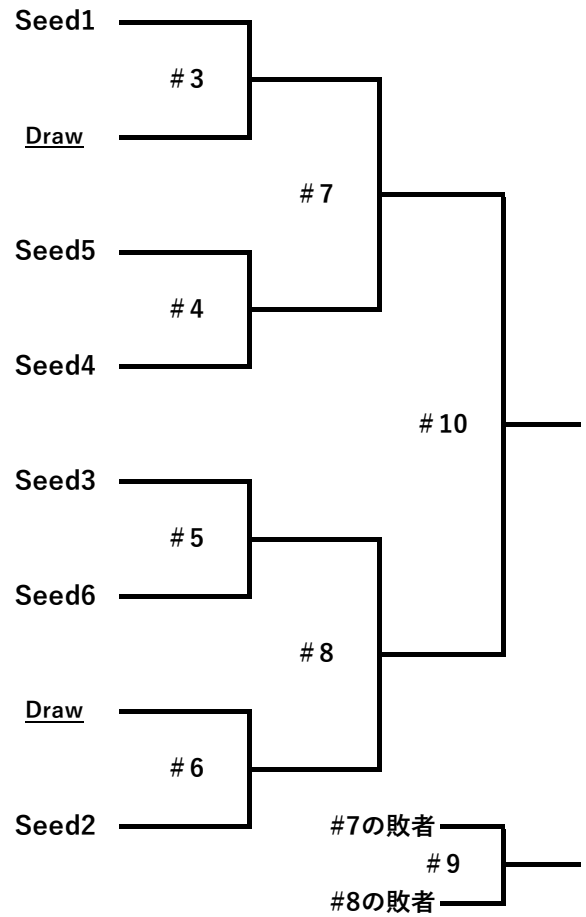 Seed1
#3
Draw
#7
Seed5
#4
Seed4
#10
Seed3
#5
Seed6
#8
Draw
#6
Seed2
#7の敗者
#9
#8の敗者